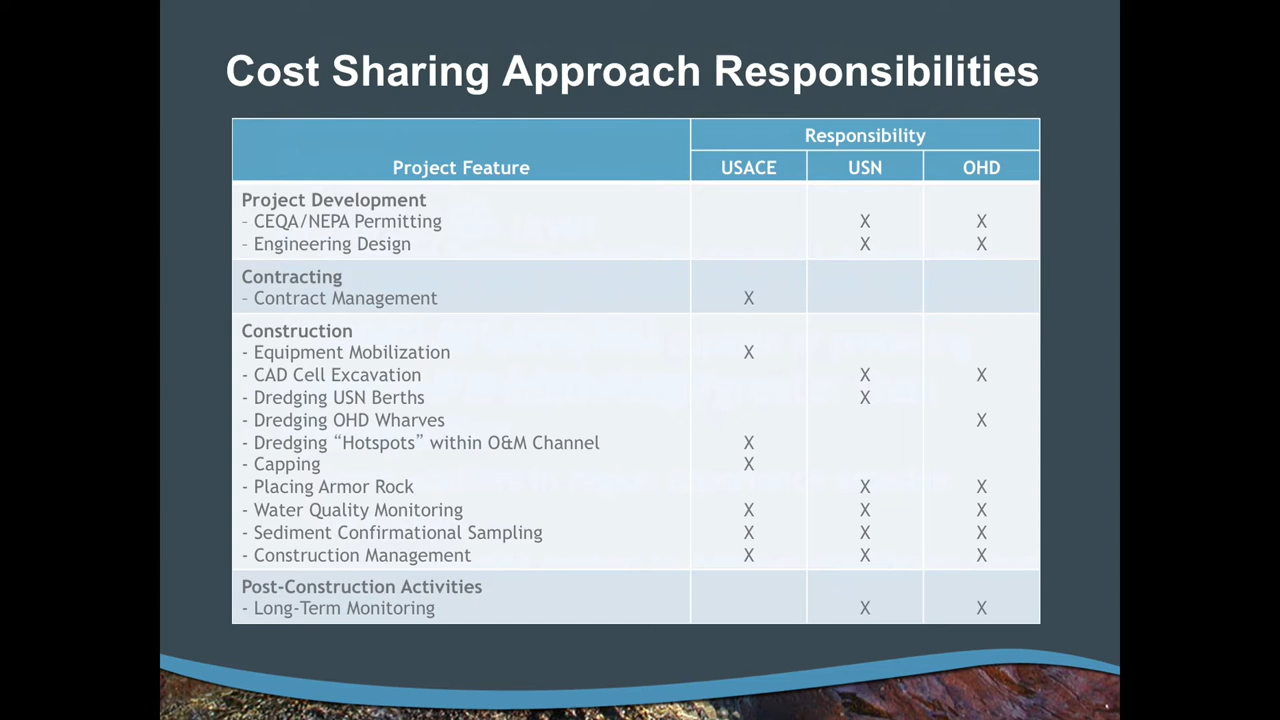 Cost Sharing Approach Responsibilities
Responsibility
Project Feature USACE USN OHD
Project Development
– CEQA/NEPA Permitting X X
– Engineering Design X X
Contracting
– Contract Management X
Construction
- Equipment Mobilization X
- CAD Cell Excavation X X
- Dredging USN Berths X
- Dredging OHD Wharves X
- Dredging “Hotspots” within O&M Channel X
- Capping X
- Placing Armor Rock X X
- Water Quality Monitoring X X X
- Sediment Confirmational Sampling X X X
- Construction Management X X X
Post-Construction Activities
- Long-Term Monitoring X X